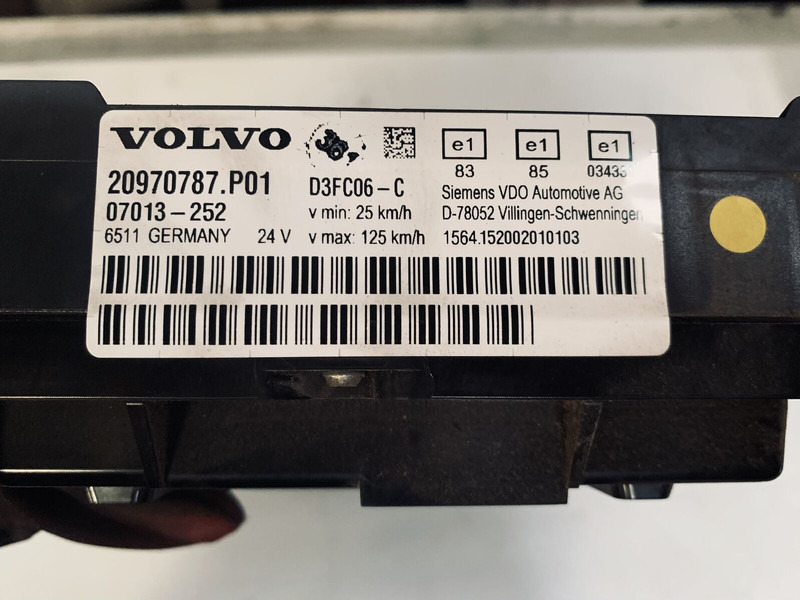 VOLVO
e1 e1 e1
83 85 03433
20970787.P01
07013-252
6511 GERMANY 24 V
D3FC06-C
v min: 25 km/h
v max: 125 km/h
Siemens VDO Automotive AG
D-78052 Villingen-Schwenningen
1564.152002010103